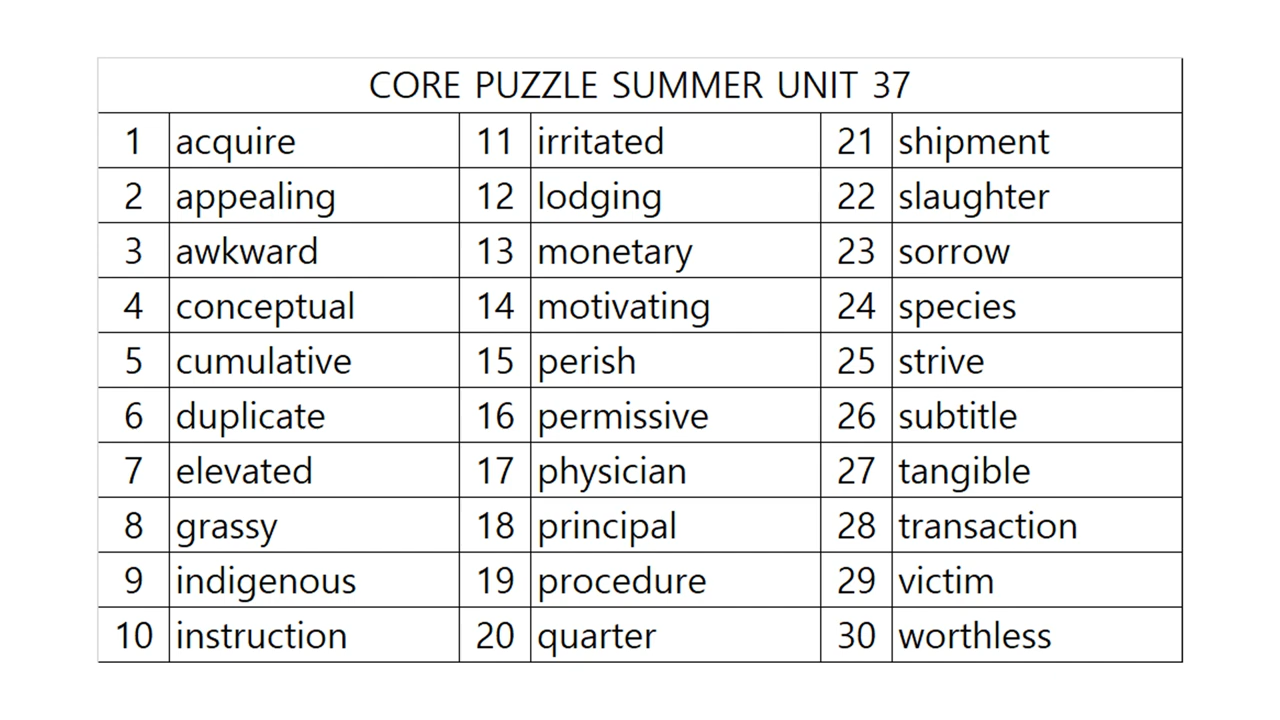 CORE PUZZLE SUMMER UNIT 37
1 acquire 11 irritated 21 shipment
2 appealing 12 lodging 22 slaughter
3 awkward 13 monetary 23 sorrow
4 conceptual 14 motivating 24 species
5 cumulative 15 perish 25 strive
6 duplicate 16 permissive 26 subtitle
7 elevated 17 physician 27 tangible
8 grassy 18 principal 28 transaction
9 indigenous 19 procedure 29 victim
10 instruction 20 quarter 30 worthless